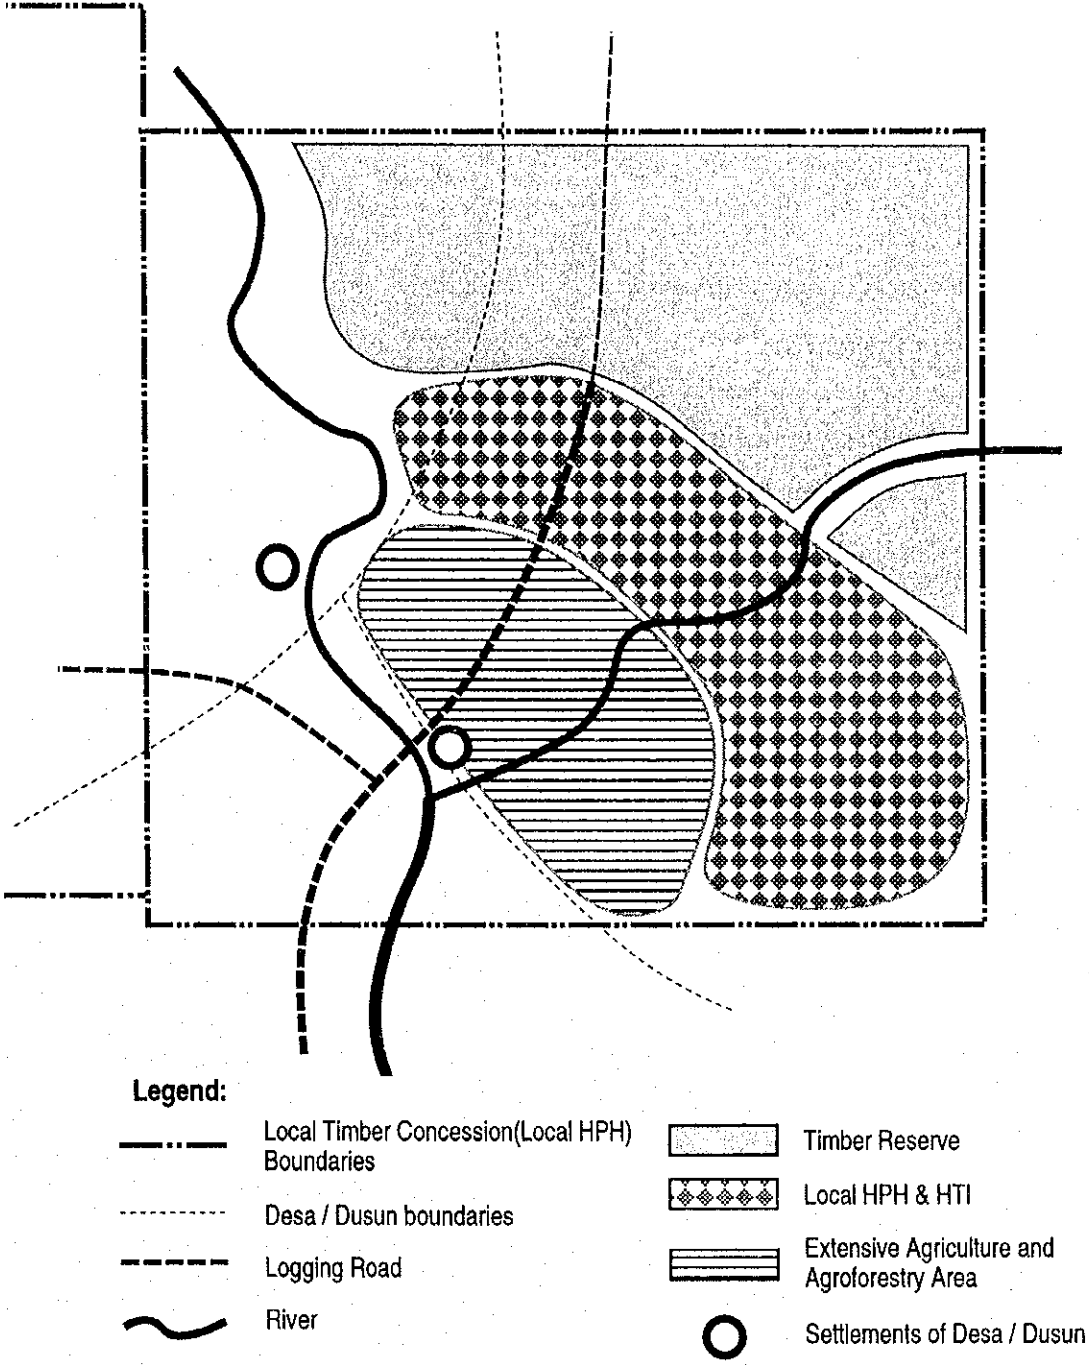 Legend:
Local Timber Concession(Local HPH)
Boundaries
Desa / Dusun boundaries
Logging Road
River
Timber Reserve
Local HPH & HTI
Extensive Agriculture and
Agroforestry Area
Settlements of Desa / Dusun